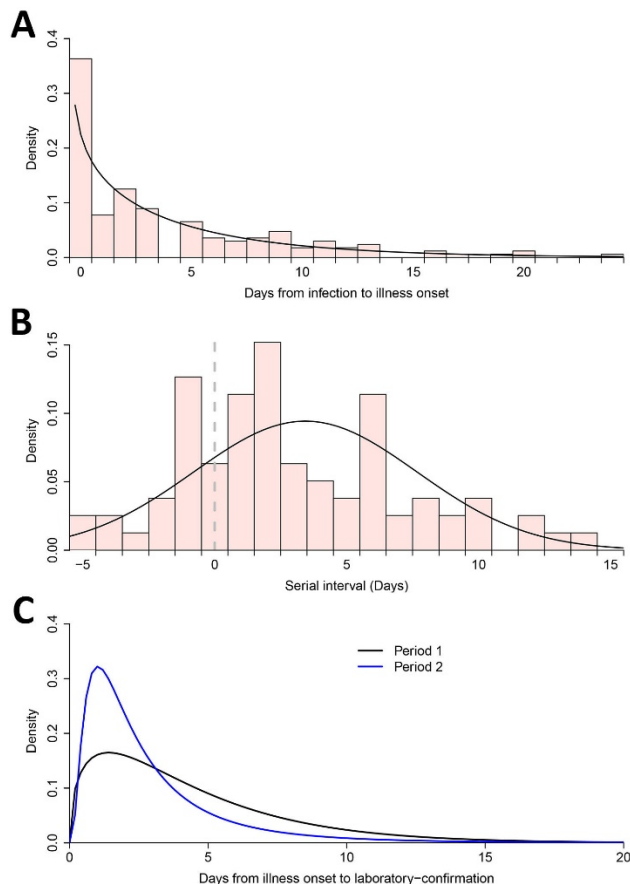 A
0.4
0.3
0.2
0.1
0.0
Density
0 5 10 15 20
Days from infection to illness onset
B
0.15
0.10
0.05
0.00
Density
−5 0 5 10 15
Serial interval (Days)
C
0.4
0.3
0.2
0.1
0.0
Density
Period 1
Period 2
0 5 10 15 20
Days from illness onset to laboratory−confirmation